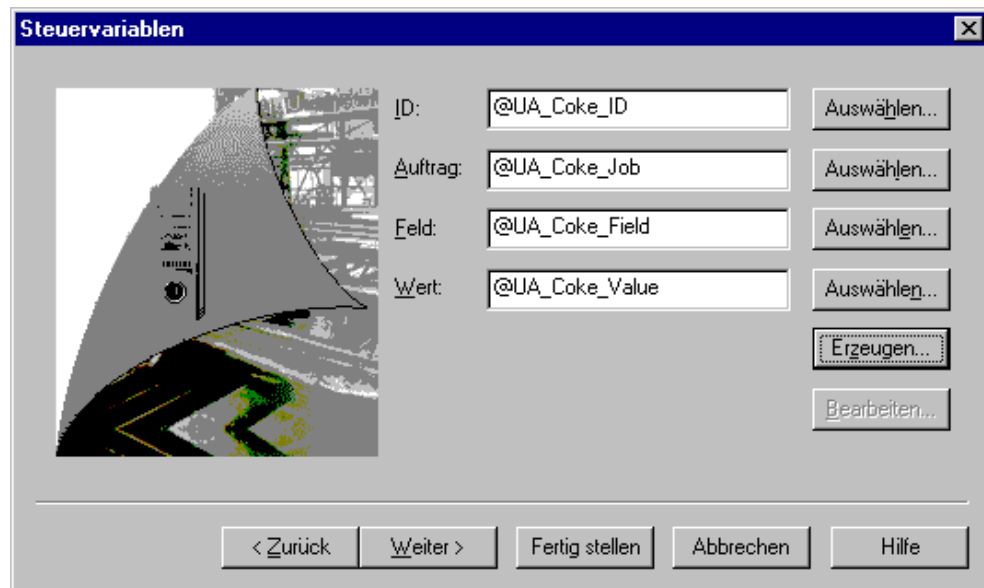 Steuervariablen
ID: @UA_Coke_ID Auswählen...
Auftrag: @UA_Coke_Job Auswählen...
Feld: @UA_Coke_Field Auswählen...
Wert: @UA_Coke_Value Auswählen...
Erzeugen...
Bearbeiten...
< Zurück Weiter > Fertig stellen Abbrechen Hilfe